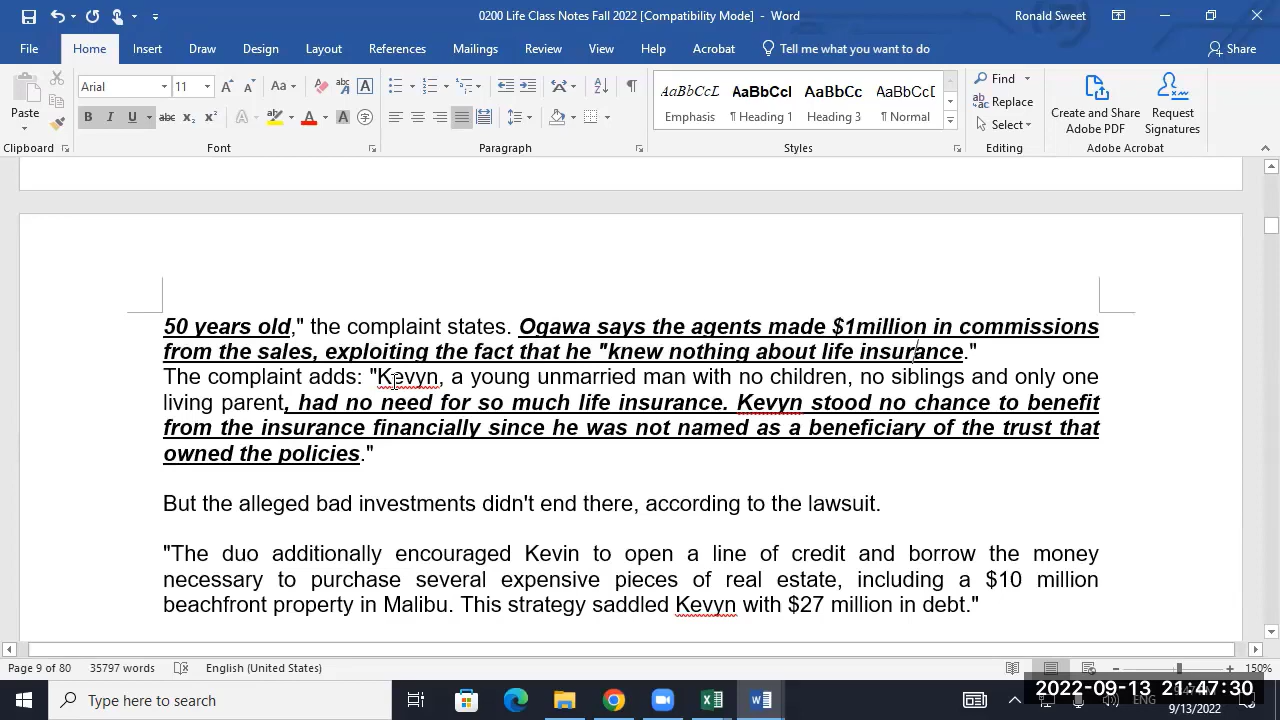 0200 Life Class Notes Fall 2022 [Compatibility Mode] - Word
Ronald Sweet
File Home Insert Draw Design Layout References Mailings Review View Help Acrobat Tell me what you want to do Share
Paste
Clipboard
Arial 11
Aa
abc A
B I U abc x₂ x² A A A
Font
Paragraph
AaBbCcL AaBbCcI AaBbCc AaBbCcD
Emphasis ¶ Heading 1 Heading 3 ¶ Normal
Styles
Find
Replace
Select
Editing
Create and Share
Adobe PDF
Request
Signatures
Adobe Acrobat
50 years old," the complaint states. Ogawa says the agents made $1million in commissions
from the sales, exploiting the fact that he "knew nothing about life insurance."
The complaint adds: "Kevyn, a young unmarried man with no children, no siblings and only one
living parent, had no need for so much life insurance. Kevyn stood no chance to benefit
from the insurance financially since he was not named as a beneficiary of the trust that
owned the policies."
But the alleged bad investments didn't end there, according to the lawsuit.
"The duo additionally encouraged Kevin to open a line of credit and borrow the money
necessary to purchase several expensive pieces of real estate, including a $10 million
beachfront property in Malibu. This strategy saddled Kevyn with $27 million in debt."
Page 9 of 80 35797 words English (United States) 150%
Type here to search
2022-09-13 21:47:30
ENG
9/13/2022